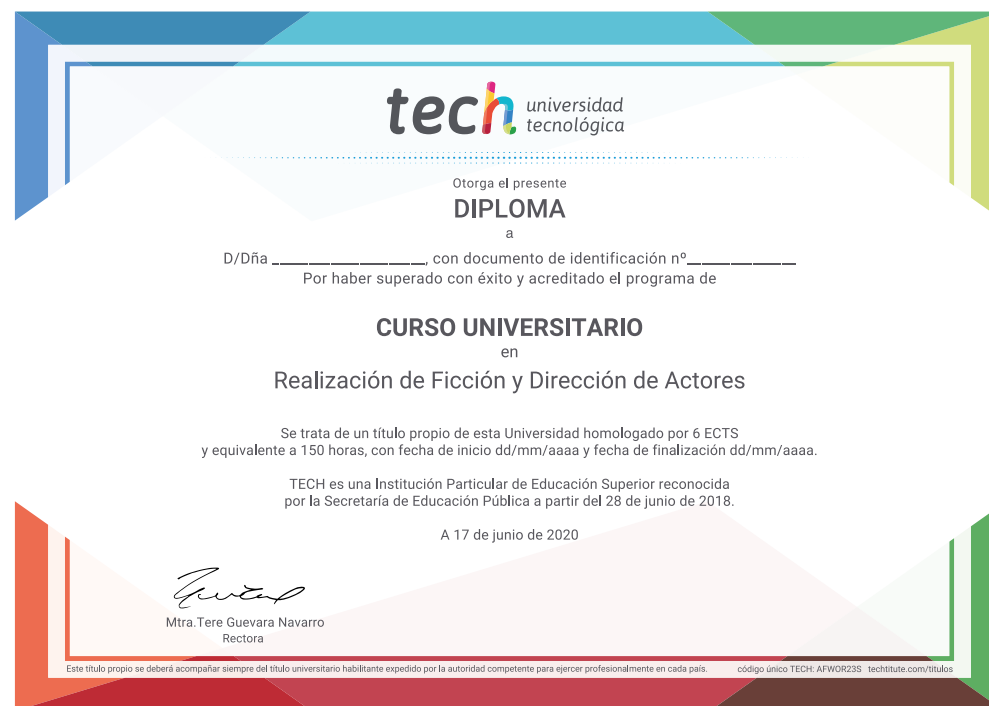 tech universidad
tecnológica
Otorga el presente
DIPLOMA
a
D/Dña ____________________, con documento de identificación nº______________
Por haber superado con éxito y acreditado el programa de
CURSO UNIVERSITARIO
en
Realización de Ficción y Dirección de Actores
Se trata de un título propio de esta Universidad homologado por 6 ECTS
y equivalente a 150 horas, con fecha de inicio dd/mm/aaaa y fecha de finalización dd/mm/aaaa.
TECH es una Institución Particular de Educación Superior reconocida
por la Secretaría de Educación Pública a partir del 28 de junio de 2018.
A 17 de junio de 2020
Mtra.Tere Guevara Navarro
Rectora
Este título propio se deberá acompañar siempre del título universitario habilitante expedido por la autoridad competente para ejercer profesionalmente en cada país. código único TECH: AFWOR23S techtitute.com/titulos